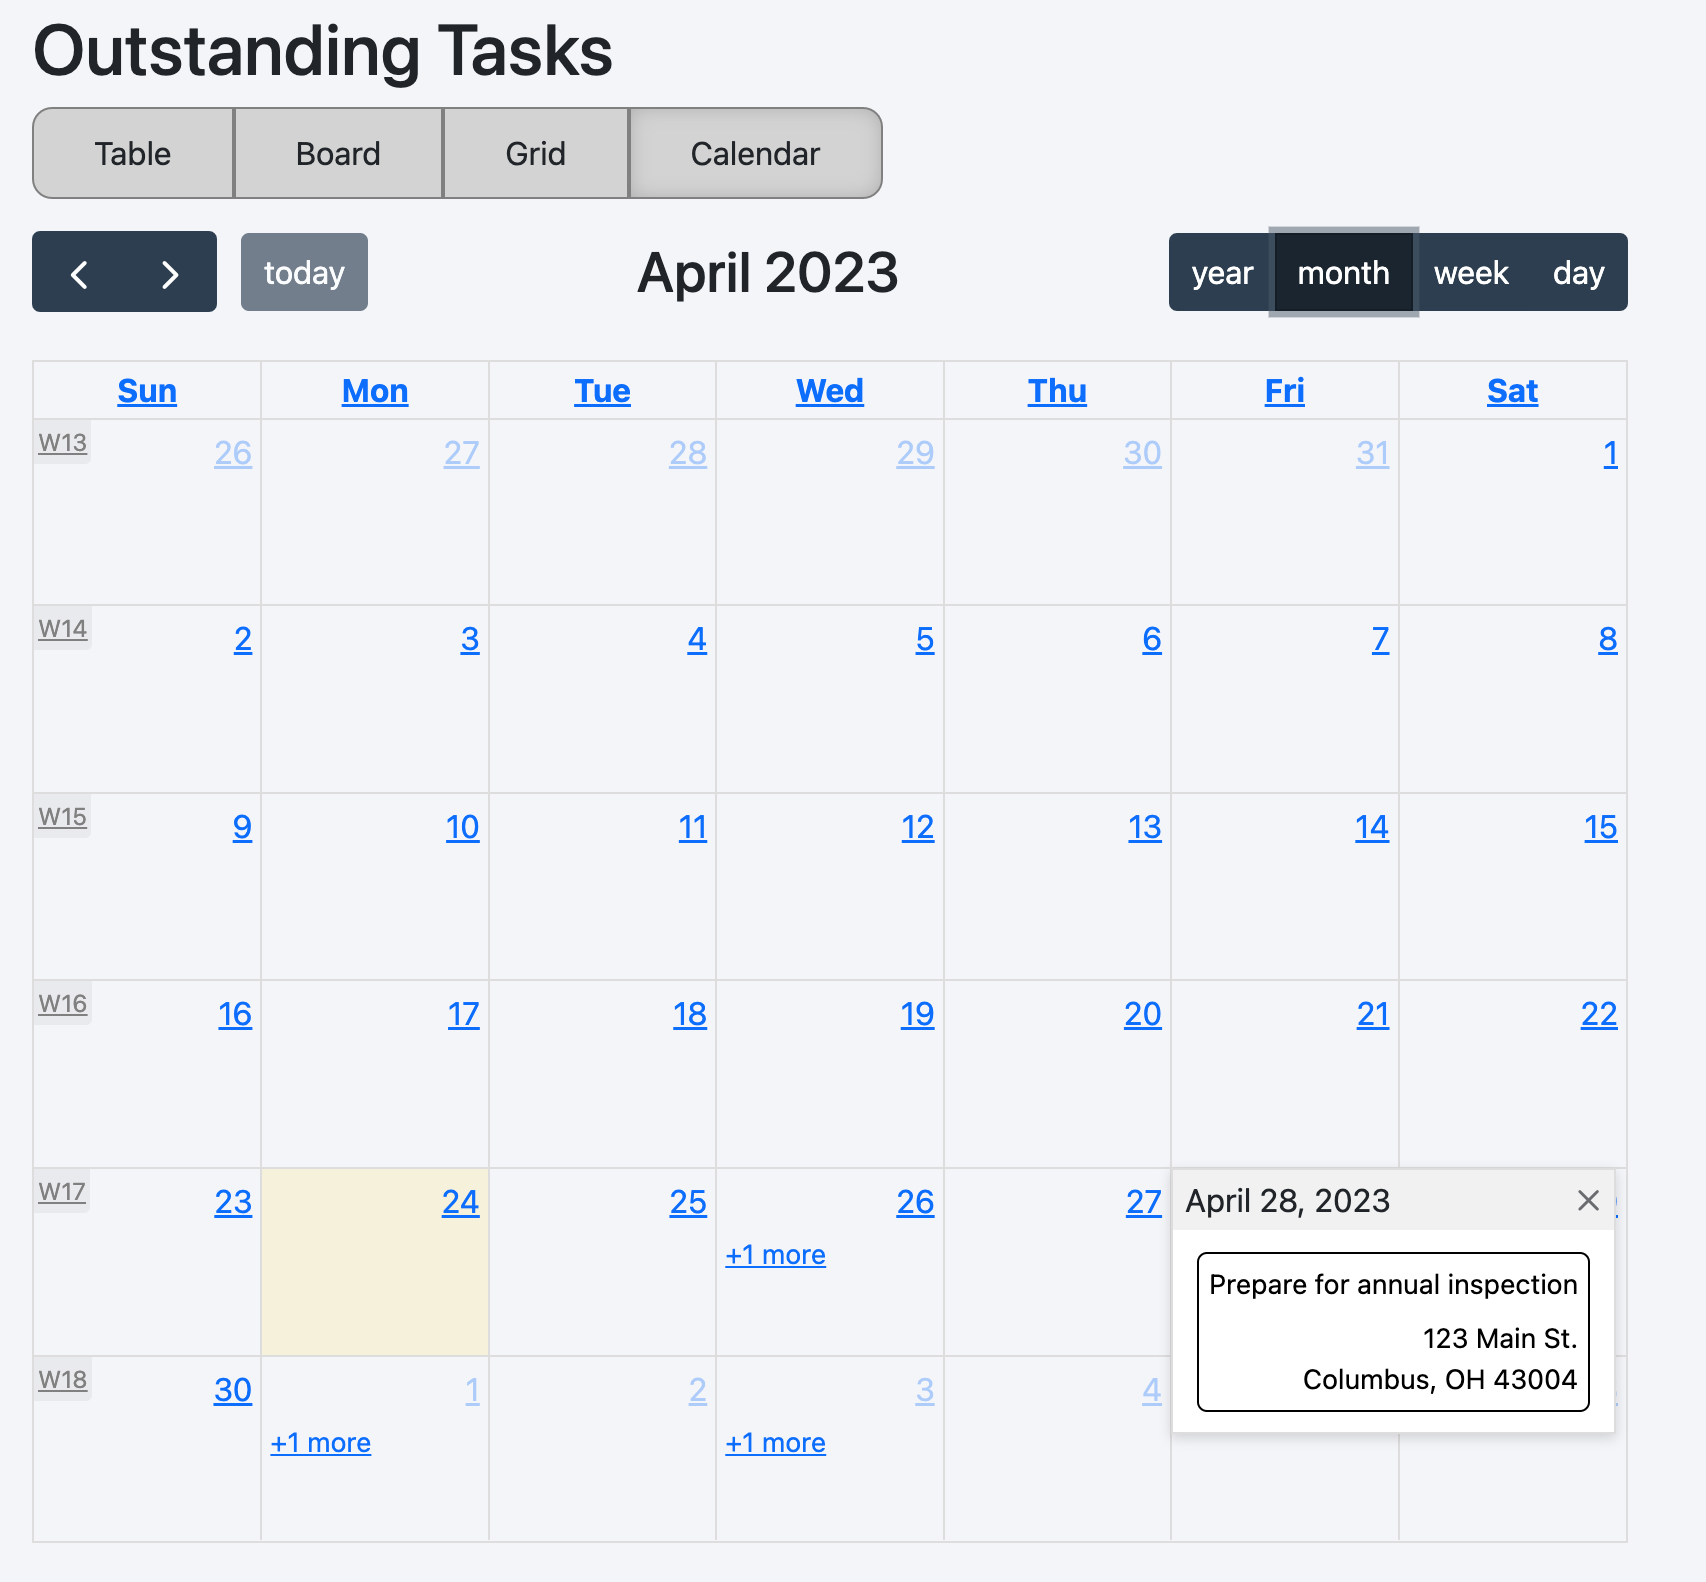 Outstanding Tasks
Table Board Grid Calendar
today April 2023 year month week day
Sun Mon Tue Wed Thu Fri Sat
W13 26 27 28 29 30 31 1
W14 2 3 4 5 6 7 8
W15 9 10 11 12 13 14 15
W16 16 17 18 19 20 21 22
W17 23 24 25 26 27
+1 more
April 28, 2023
Prepare for annual inspection
123 Main St.
Columbus, OH 43004
W18 30 1 2 3 4
+1 more +1 more